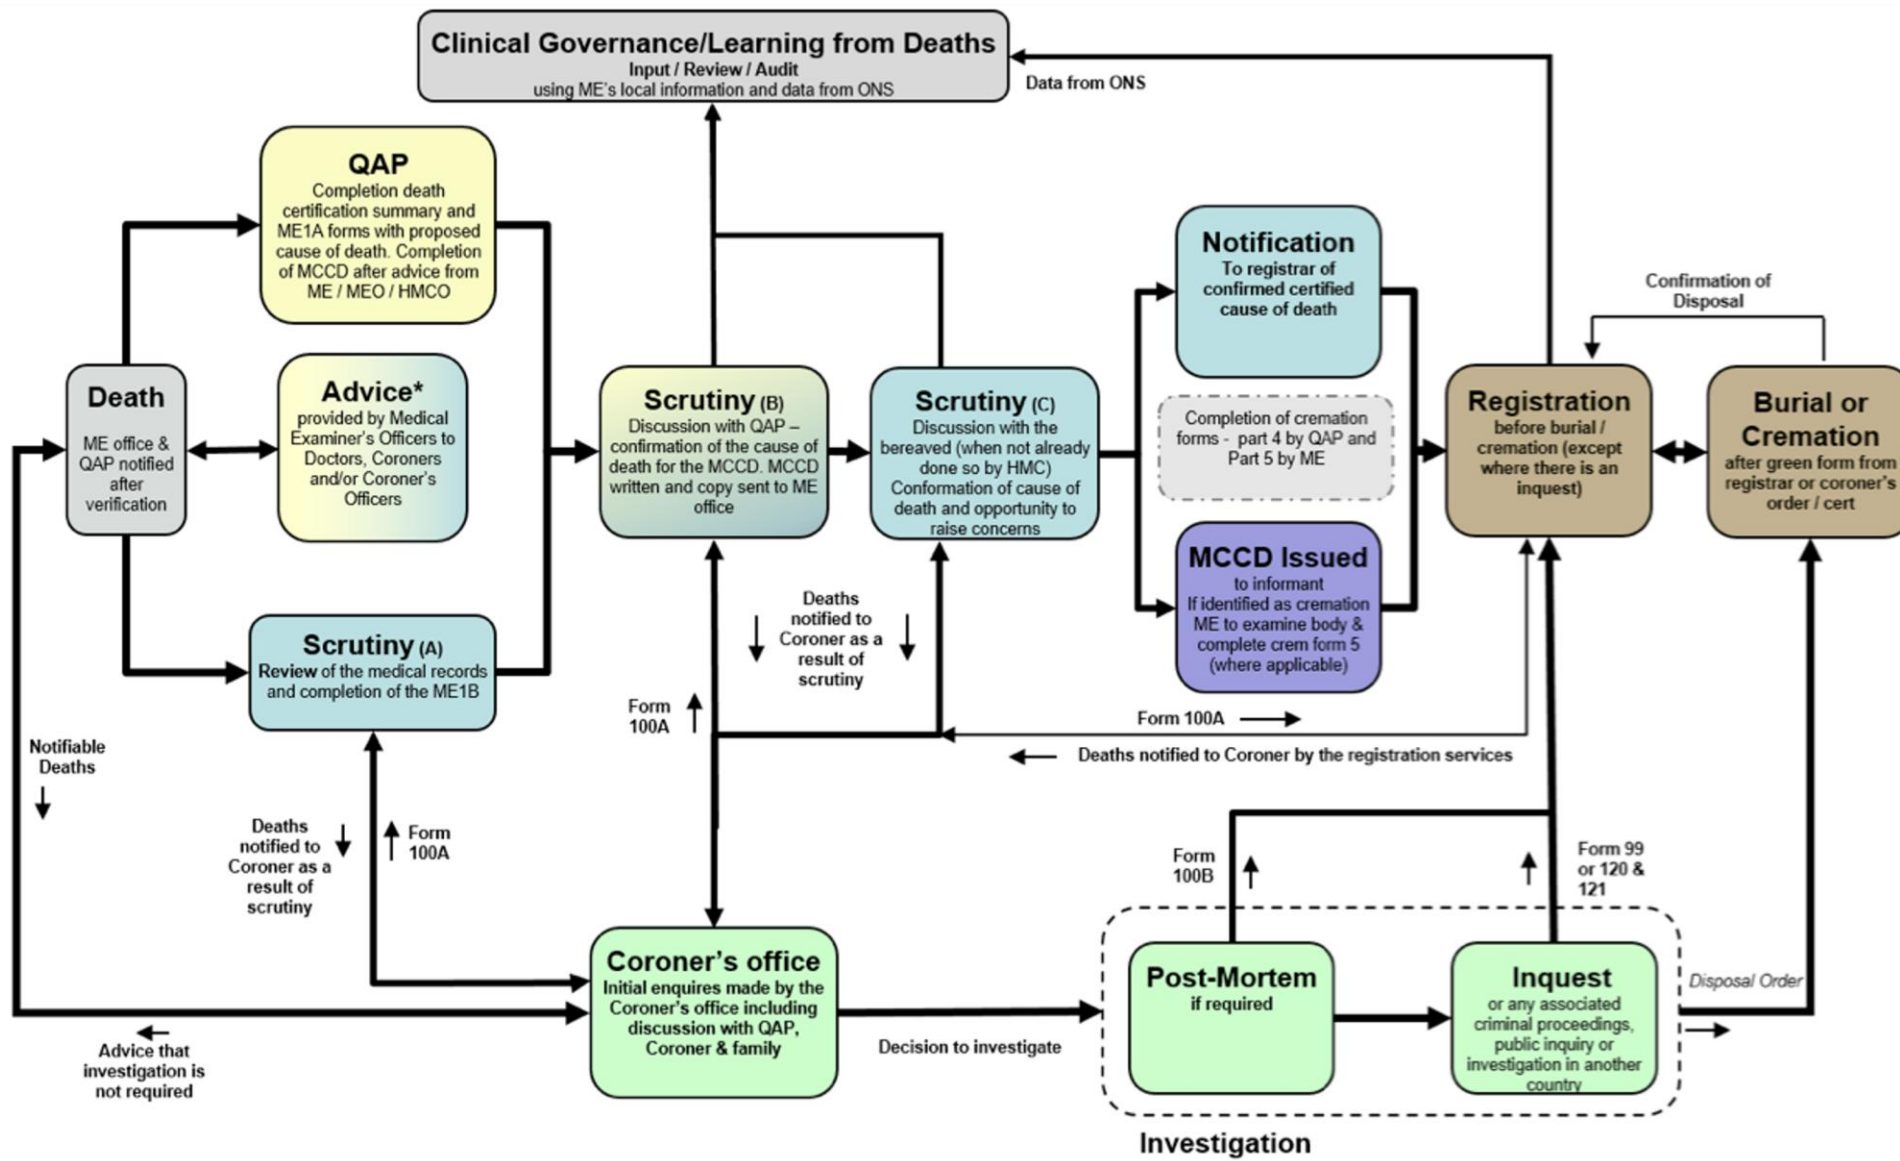 Clinical Governance/Learning from Deaths
Input / Review / Audit
using ME's local information and data from ONS
Data from ONS
QAP
Completion death
certification summary and
ME1A forms with proposed
cause of death. Completion
of MCCD after advice from
ME / MEO / HMCO
Death
ME office &
QAP notified
after
verification
Advice*
provided by Medical
Examiner's Officers to
Doctors, Coroners
and/or Coroner's
Officers
Scrutiny (A)
Review of the medical records
and completion of the ME1B
Scrutiny (B)
Discussion with QAP –
confirmation of the cause of
death for the MCCD. MCCD
written and copy sent to ME
office
Scrutiny (C)
Discussion with the
bereaved (when not already
done so by HMC)
Conformation of cause of
death and opportunity to
raise concerns
Notification
To registrar of
confirmed certified
cause of death
Completion of cremation
forms - part 4 by QAP and
Part 5 by ME
MCCD Issued
to informant
If identified as cremation
ME to examine body &
complete crem form 5
(where applicable)
Registration
before burial /
cremation (except
where there is an
inquest)
Confirmation of
Disposal
Burial or
Cremation
after green form from
registrar or coroner's
order / cert
Notifiable
Deaths
Deaths
notified to
Coroner as a
result of
scrutiny
Form
100A
Form
100A
Deaths
notified to
Coroner as a
result of
scrutiny
Form 100A
Deaths notified to Coroner by the registration services
Advice that
investigation is
not required
Coroner's office
Initial enquires made by the
Coroner's office including
discussion with QAP,
Coroner & family
Decision to investigate
Form
100B
Form 99
or 120 &
121
Post-Mortem
if required
Inquest
or any associated
criminal proceedings,
public inquiry or
investigation in another
country
Disposal Order
Investigation